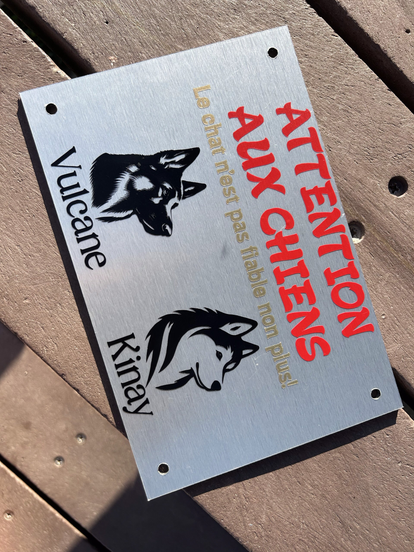 ATTENTION
AUX CHIENS
Le chat n'est pas fiable non plus!
Vulcane
Kinay